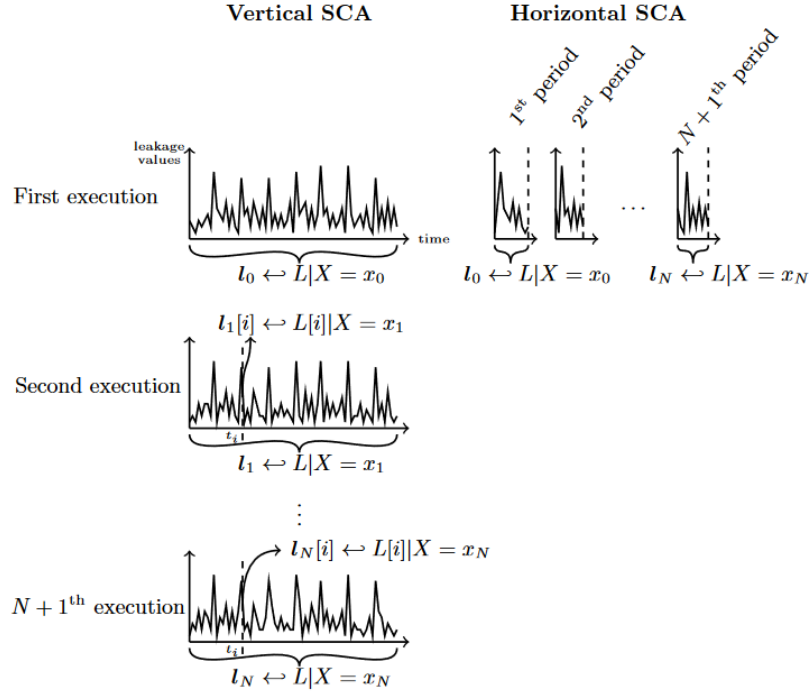 Vertical SCA
Horizontal SCA
1st period
2nd period
N + 1th period
leakage
values
First execution
...
time
l0 ↩ L|X = x0
l0 ↩ L|X = x0
lN ↩ L|X = xN
l1[i] ↩ L[i]|X = x1
Second execution
ti
l1 ↩ L|X = x1
⋮
lN[i] ↩ L[i]|X = xN
N + 1th execution
ti
lN ↩ L|X = xN